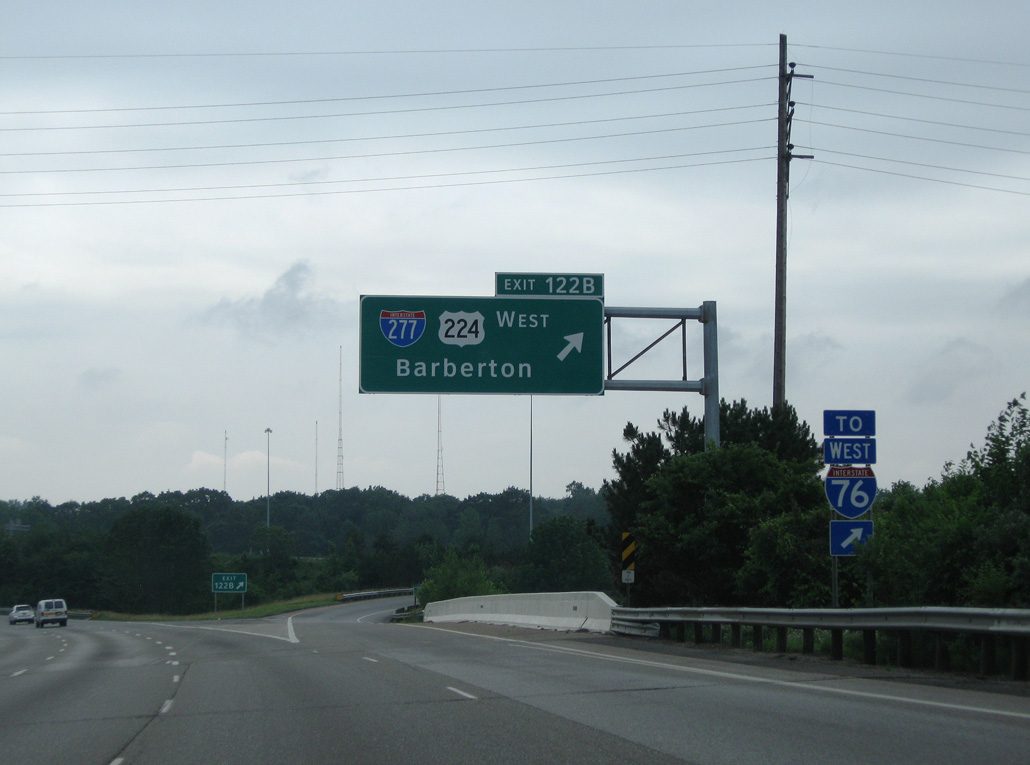 EXIT 122B
INTERSTATE
277
224
WEST
Barberton
TO
WEST
INTERSTATE
76
EXIT
122B